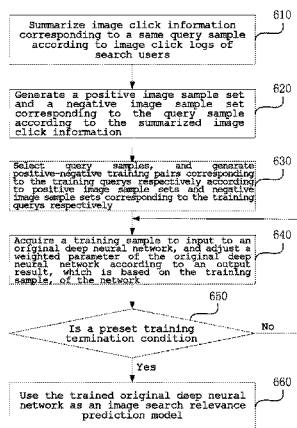 610
Summarize image click information
corresponding to a same query sample
according to image click logs of
search users
620
Generate a positive image sample set
and a negative image sample set
corresponding to the query sample
according to the summarized image
click information
630
Select query samples, and generate
positive-negative training pairs corresponding
to the training querys respectively according
to positive image sample sets and negative
image sample sets corresponding to the training
querys respectively
640
Acquire a training sample to input to an
original deep neural network, and adjust a
weighted parameter of the original deep
neural network according to an output
result, which is based on the training
sample, of the network
650
Is a preset training
termination condition
No
Yes
660
Use the trained original deep neural
network as an image search relevance
prediction model